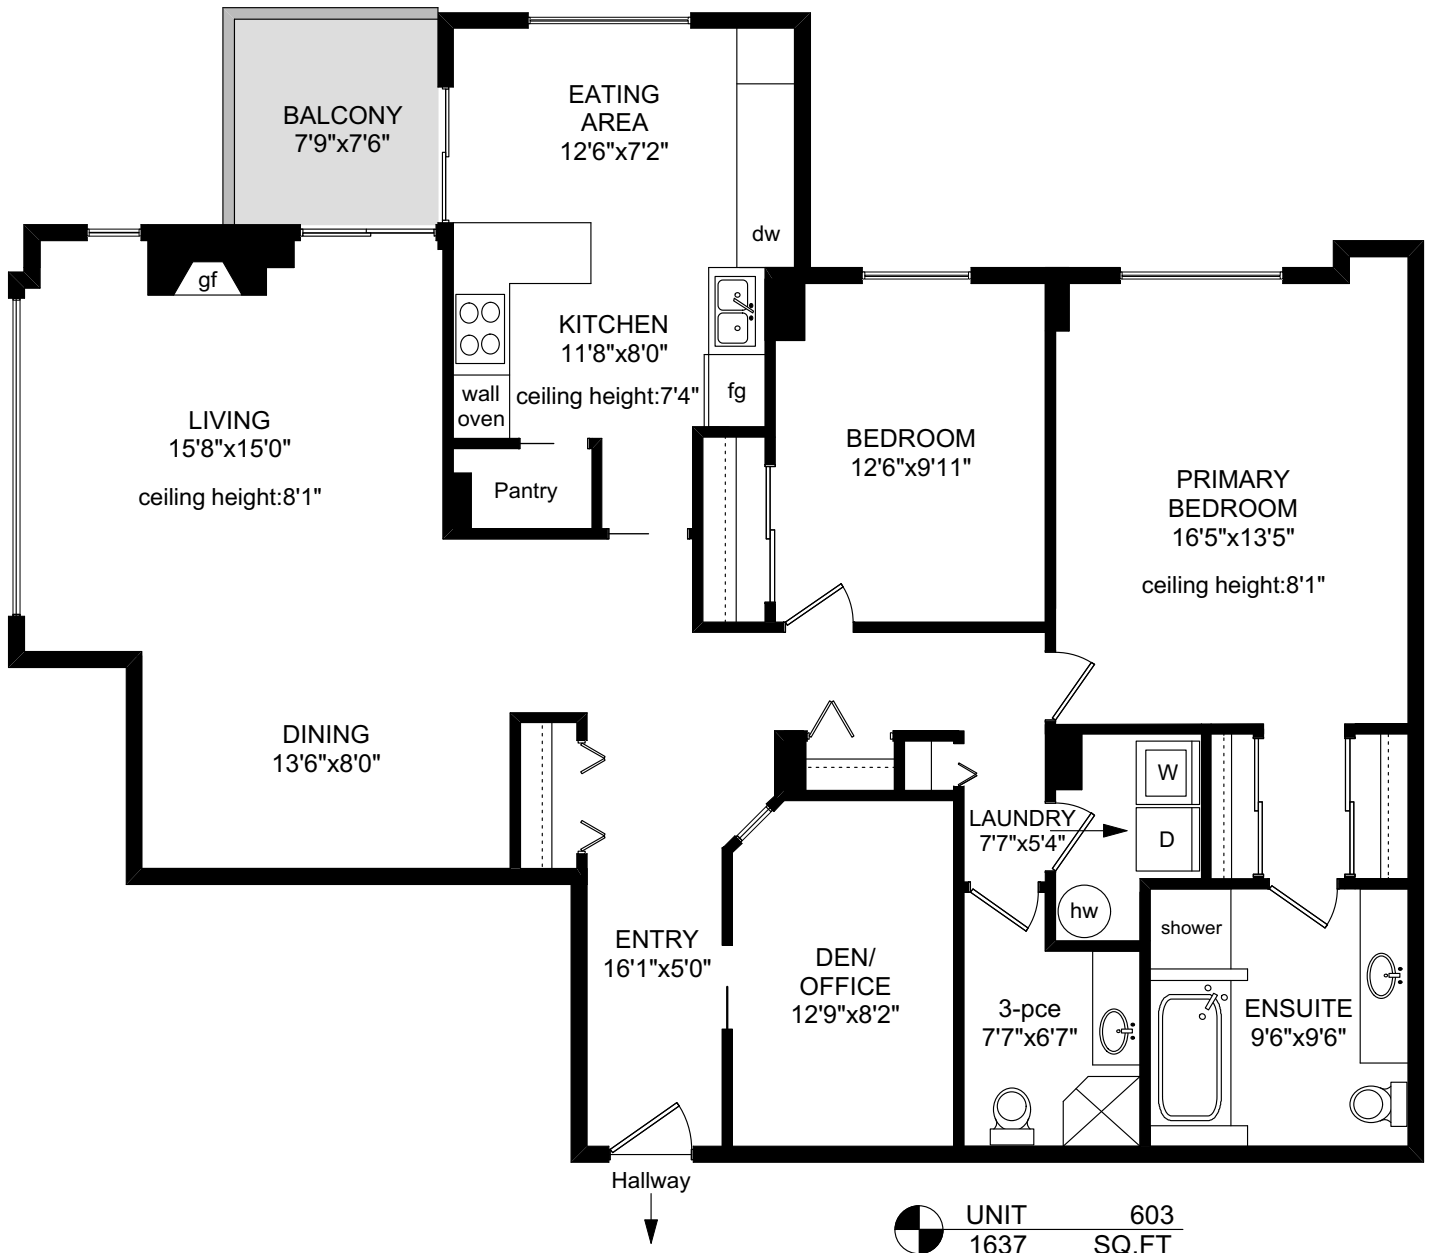 BALCONY
7'9"x7'6"
EATING
AREA
12'6"x7'2"
dw
gf
KITCHEN
11'8"x8'0"
ceiling height:7'4"
wall
oven
fg
Pantry
LIVING
15'8"x15'0"
ceiling height:8'1"
BEDROOM
12'6"x9'11"
PRIMARY
BEDROOM
16'5"x13'5"
ceiling height:8'1"
DINING
13'6"x8'0"
W
D
LAUNDRY
7'7"x5'4"
hw
shower
ENTRY
16'1"x5'0"
DEN/
OFFICE
12'9"x8'2"
3-pce
7'7"x6'7"
ENSUITE
9'6"x9'6"
Hallway
UNIT 603
1637 SQ.FT